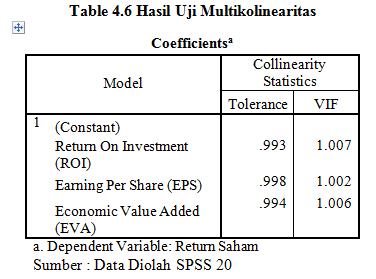 Table 4.6 Hasil Uji Multikolinearitas
Coefficientsa
Model
Collinearity
Statistics
Tolerance VIF
1 (Constant)
Return On Investment .993 1.007
(ROI)
Earning Per Share (EPS) .998 1.002
Economic Value Added .994 1.006
(EVA)
a. Dependent Variable: Return Saham
Sumber : Data Diolah SPSS 20